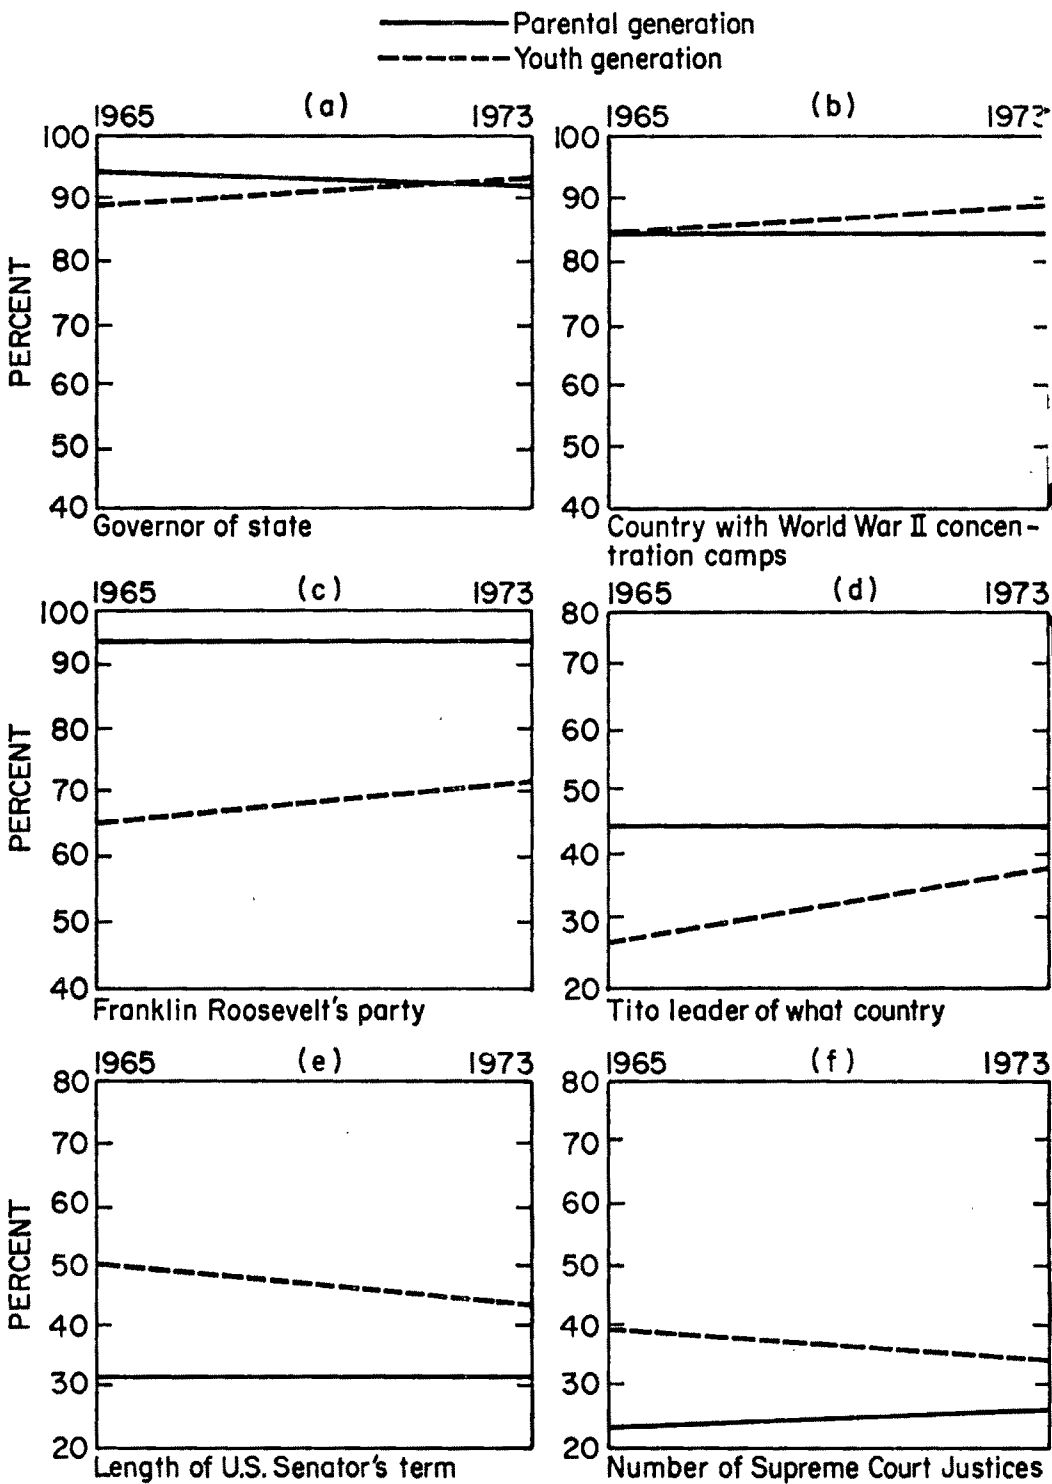 Parental generation
Youth generation
1965 (a) 1973
100
90
80
70
60
50
40
PERCENT
Governor of state
1965 (b) 1973
100
90
80
70
60
50
40
Country with World War II concen-
tration camps
1965 (c) 1973
100
90
80
70
60
50
40
PERCENT
Franklin Roosevelt's party
1965 (d) 1973
80
70
60
50
40
30
20
Tito leader of what country
1965 (e) 1973
80
70
60
50
40
30
20
PERCENT
Length of U.S. Senator's term
1965 (f) 1973
80
70
60
50
40
30
20
Number of Supreme Court Justices